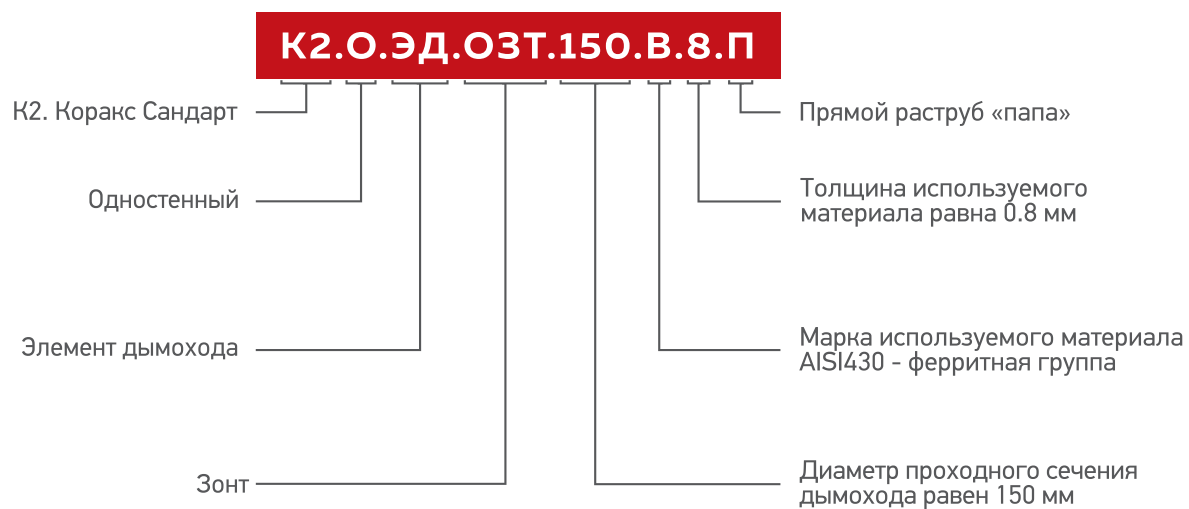 К2.О.ЭД.ОЗТ.150.В.8.П
К2. Коракс Сандарт
Одностенный
Элемент дымохода
Зонт
Прямой раструб «папа»
Толщина используемого
материала равна 0.8 мм
Марка используемого материала
AISI430 - ферритная группа
Диаметр проходного сечения
дымохода равен 150 мм